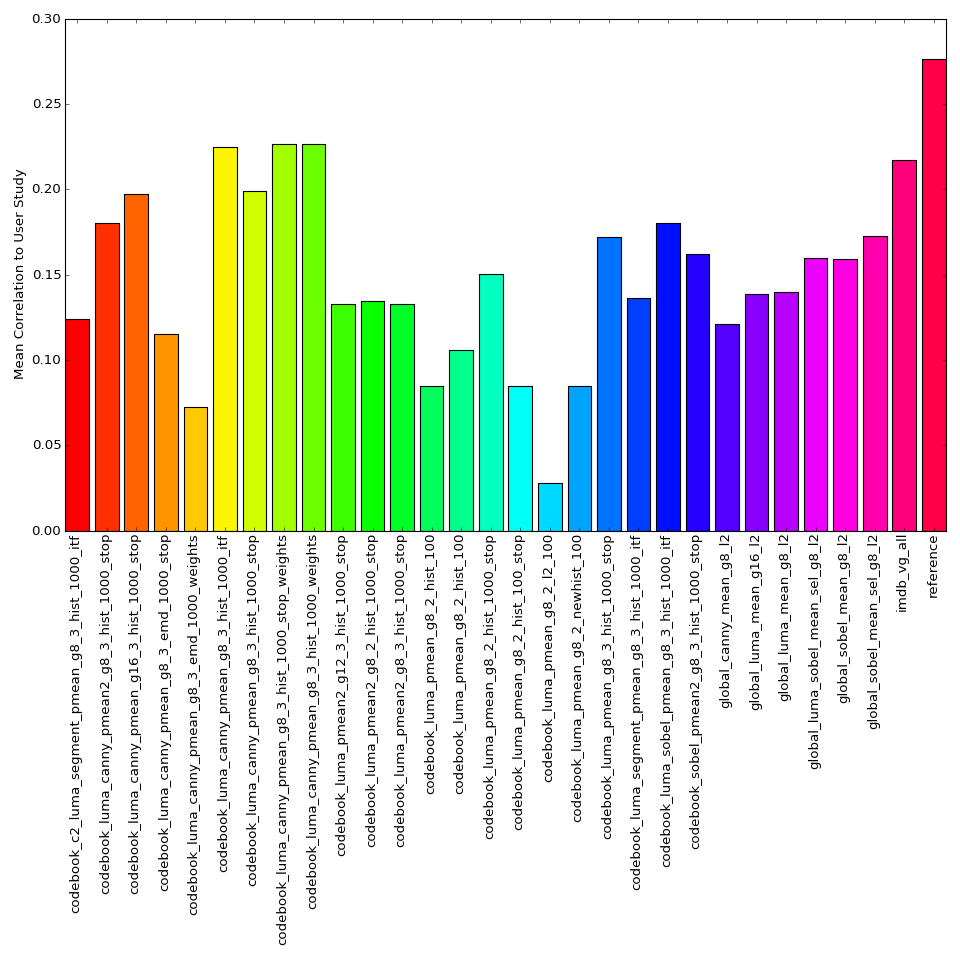 0.30
0.25
0.20
0.15
0.10
0.05
0.00
Mean Correlation to User Study
codebook_c2_luma_segment_pmean_g8_3_hist_1000_itf
codebook_luma_canny_pmean2_g8_3_hist_1000_stop
codebook_luma_canny_pmean_g16_3_hist_1000_stop
codebook_luma_canny_pmean_g8_3_emd_1000_stop
codebook_luma_canny_pmean_g8_3_emd_1000_weights
codebook_luma_canny_pmean_g8_3_hist_1000_itf
codebook_luma_canny_pmean_g8_3_hist_1000_stop
codebook_luma_canny_pmean_g8_3_hist_1000_stop_weights
codebook_luma_canny_pmean_g8_3_hist_1000_weights
codebook_luma_pmean2_g12_3_hist_1000_stop
codebook_luma_pmean2_g8_2_hist_1000_stop
codebook_luma_pmean2_g8_3_hist_1000_stop
codebook_luma_pmean_g8_2_hist_100
codebook_luma_pmean_g8_2_hist_100
codebook_luma_pmean_g8_2_hist_1000_stop
codebook_luma_pmean_g8_2_hist_100_stop
codebook_luma_pmean_g8_2_l2_100
codebook_luma_pmean_g8_2_newhist_100
codebook_luma_pmean_g8_3_hist_1000_stop
codebook_luma_segment_pmean_g8_3_hist_1000_itf
codebook_luma_sobel_pmean_g8_3_hist_1000_itf
codebook_sobel_pmean2_g8_3_hist_1000_stop
global_canny_mean_g8_l2
global_luma_mean_g16_l2
global_luma_mean_g8_l2
global_luma_sobel_mean_sel_g8_l2
global_sobel_mean_g8_l2
global_sobel_mean_sel_g8_l2
imdb_vg_all
reference